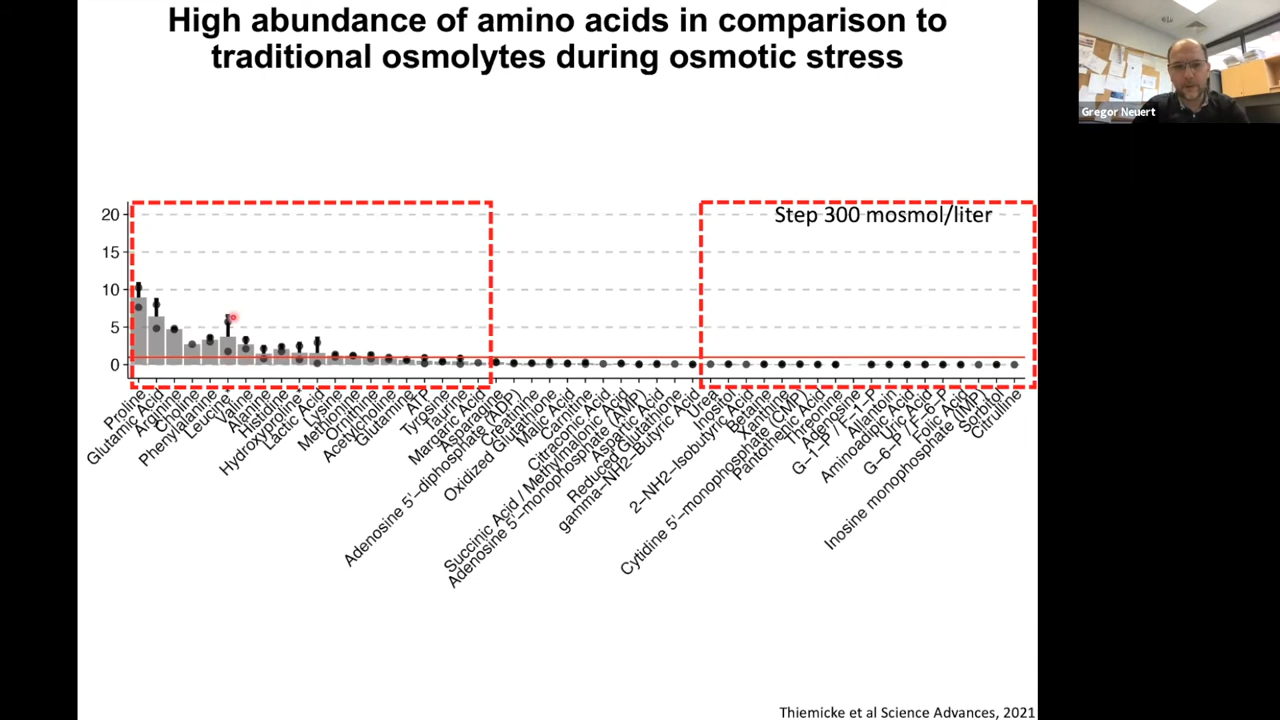 High abundance of amino acids in comparison to
traditional osmolytes during osmotic stress
Gregor Neuert
Step 300 mosmol/liter
20
15
10
5
0
Proline
Glutamic Acid
Arginine
Choline
Phenylalanine
Leucine
Valine
Alanine
Histidine
Hydroxyproline
Lactic Acid
Lysine
Methionine
Ornithine
Acetylcholine
Glutamine
ATP
Tyrosine
Taurine
Margaric Acid
Asparagine
Adenosine 5'−diphosphate (ADP)
Creatinine
Oxidized Glutathione
Malic Acid
Carnitine
Citraconic Acid
Succinic Acid / Methylmalonic Acid
Adenosine 5'−monophosphate (AMP)
Aspartic Acid
Reduced Glutathione
gamma−NH2−Butyric Acid
Urea
Inositol
2−NH2−Isobutyric Acid
Betaine
Xanthine
Cytidine 5'−monophosphate (CMP)
Pantothenic Acid
Threonine
Adenosine
G−1−P / F−1−P
Allantoin
Aminoadipic Acid
Uric Acid
G−6−P / F−6−P
Folic Acid
Inosine monophosphate (IMP)
Sorbitol
Citrulline
Thiemicke et al Science Advances, 2021